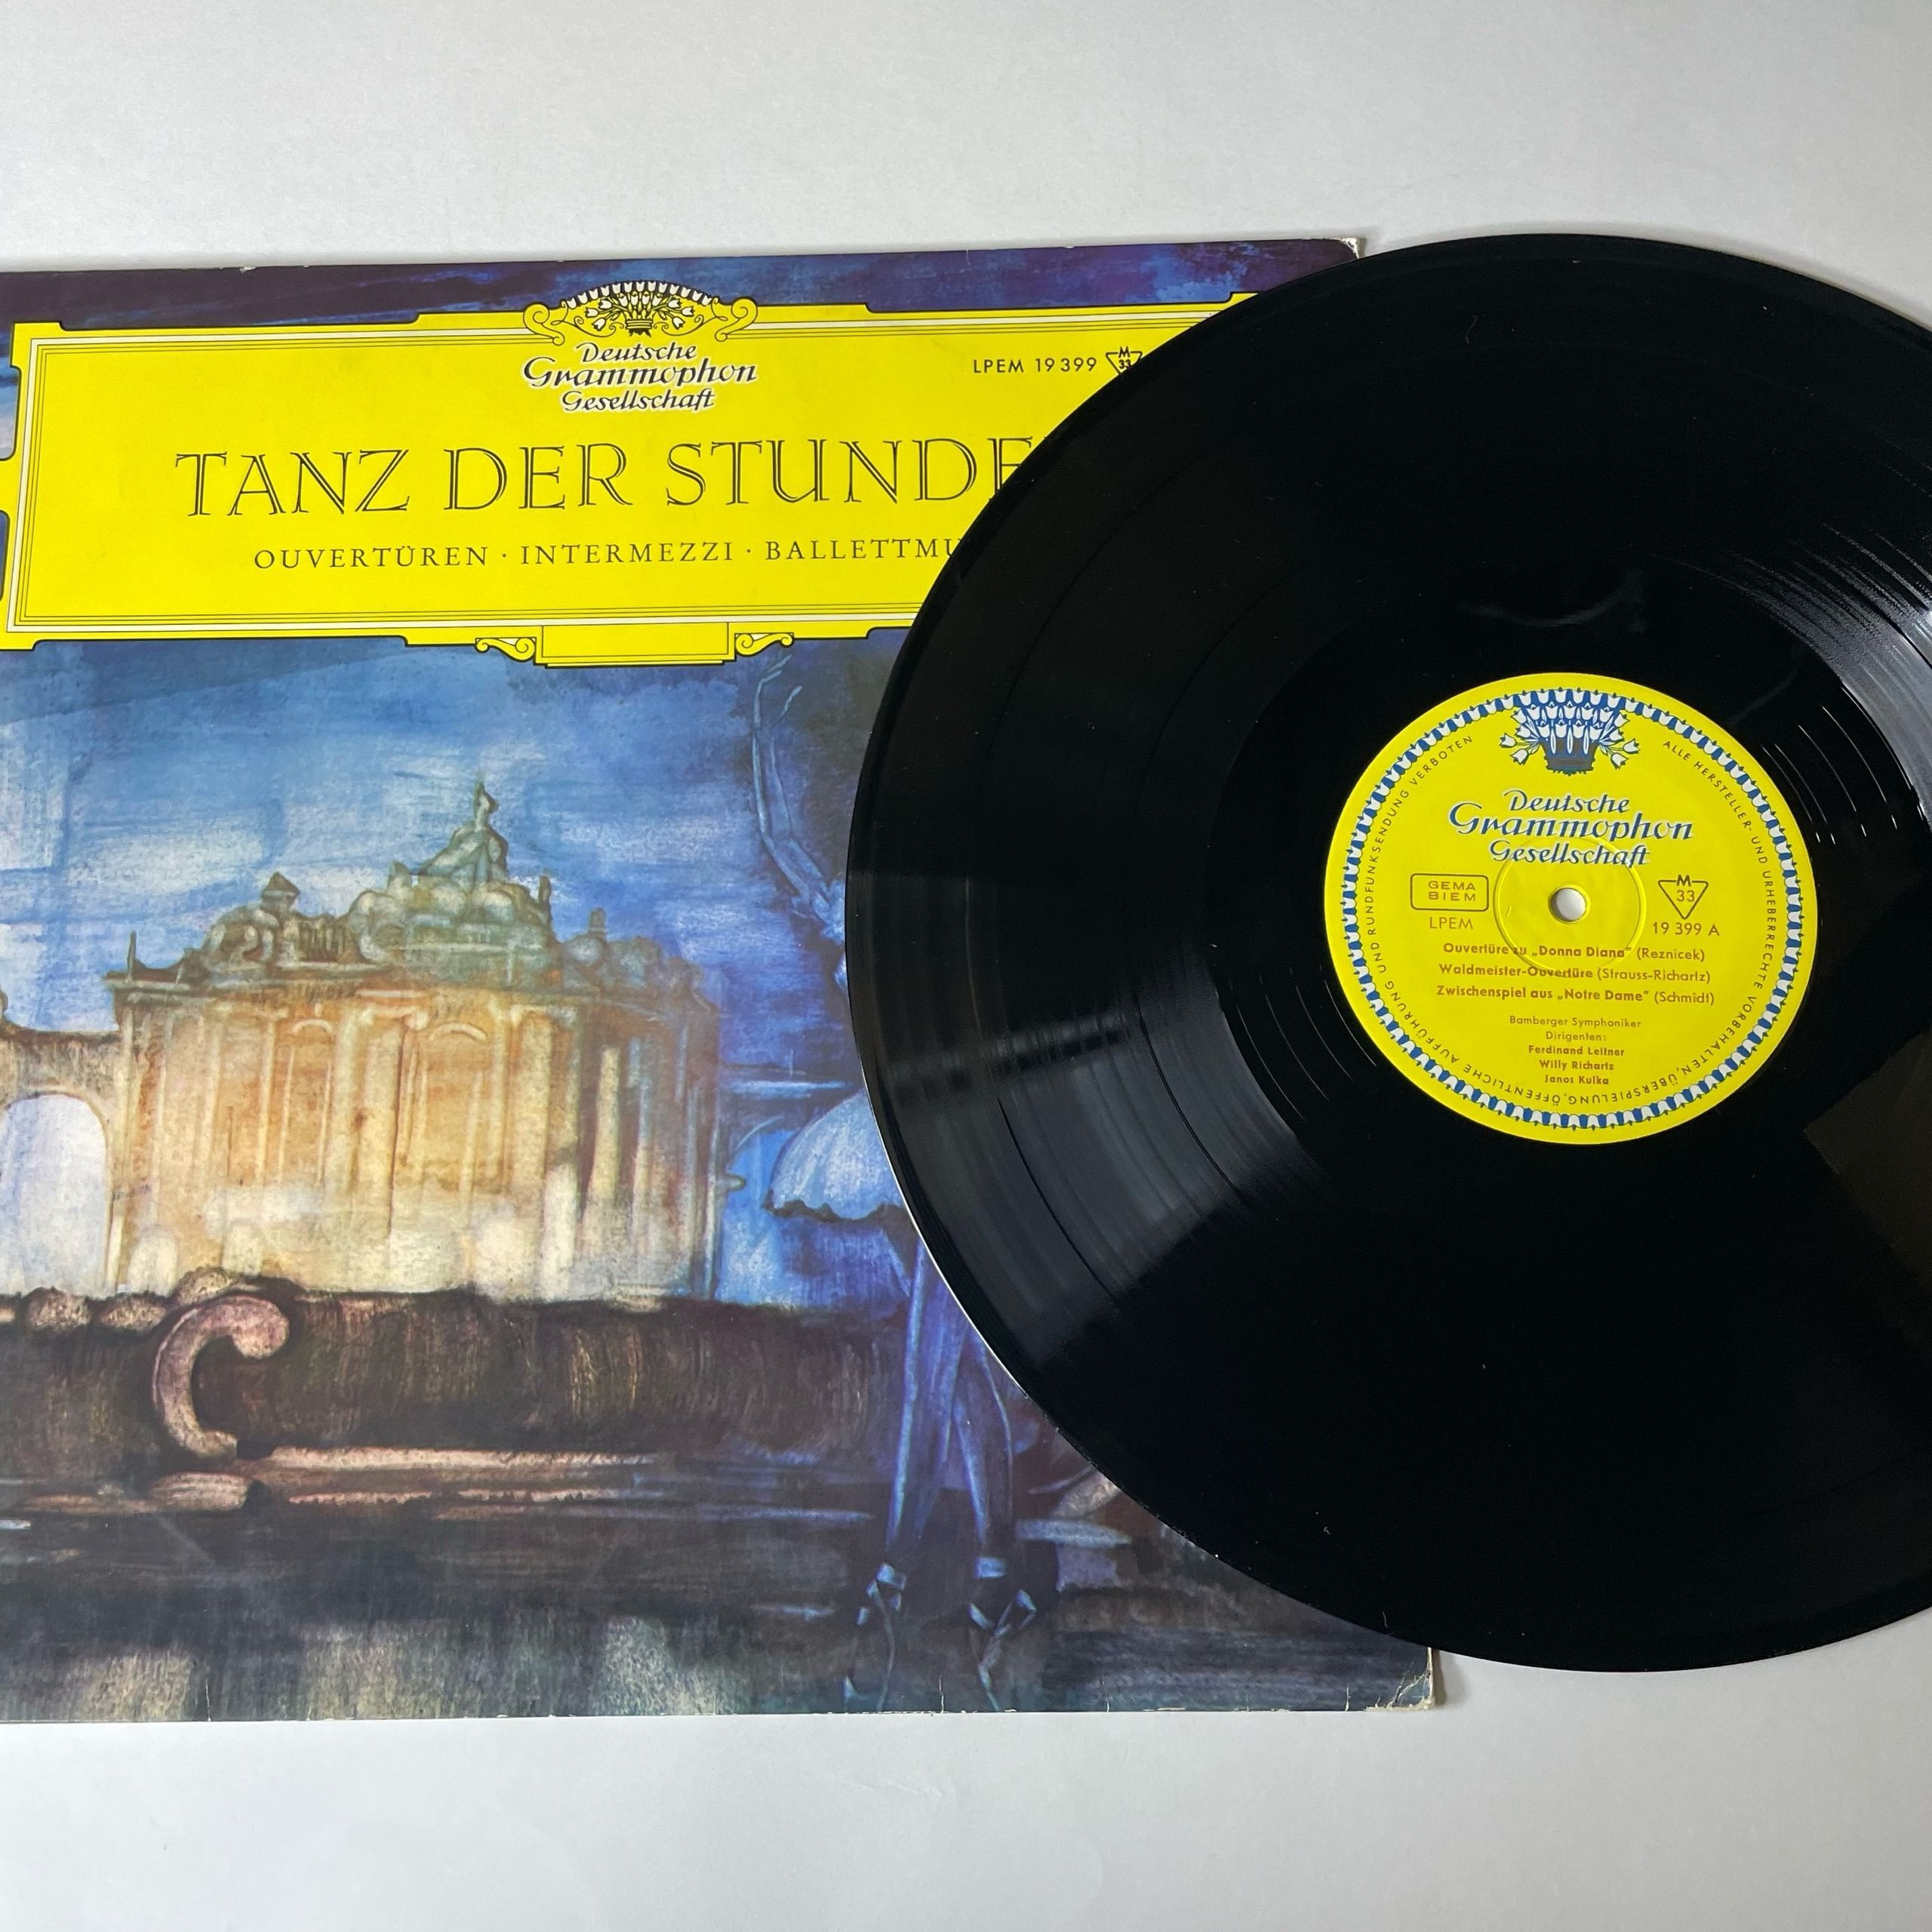 Deutsche
Grammophon
Gesellschaft
LPEM 19 399 M 33
TANZ DER STUNDE
OUVERTÜREN · INTERMEZZI · BALLETTMU
ALLE HERSTELLER- UND URHEBERRECHTE VORBEHALTEN, ÜBERSPIELUNG, ÖFFENTLICHE AUFFÜHRUNG UND RUNDFUNKSENDUNG VERBOTEN
Deutsche
Grammophon
Gesellschaft
GEMA
BIEM
M
33
LPEM 19 399 A
Ouvertüre zu „Donna Diana" (Reznicek)
Waldmeister-Ouvertüre (Strauss-Richartz)
Zwischenspiel aus „Notre Dame" (Schmidt)
Bamberger Symphoniker
Dirigenten:
Ferdinand Leitner
Willy Richartz
Janos Kulka